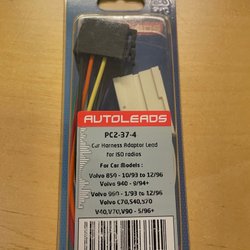 AUTOLEADS
PC2-37-4
Car Harness Adaptor Lead
for ISO radios
For Car Models :
Volvo 850 - 10/93 to 12/96
Volvo 940 - 9/94+
Volvo 960 - 1/93 to 12/96
Volvo C70,S40,S70
V40,V70,V90 - 5/96+